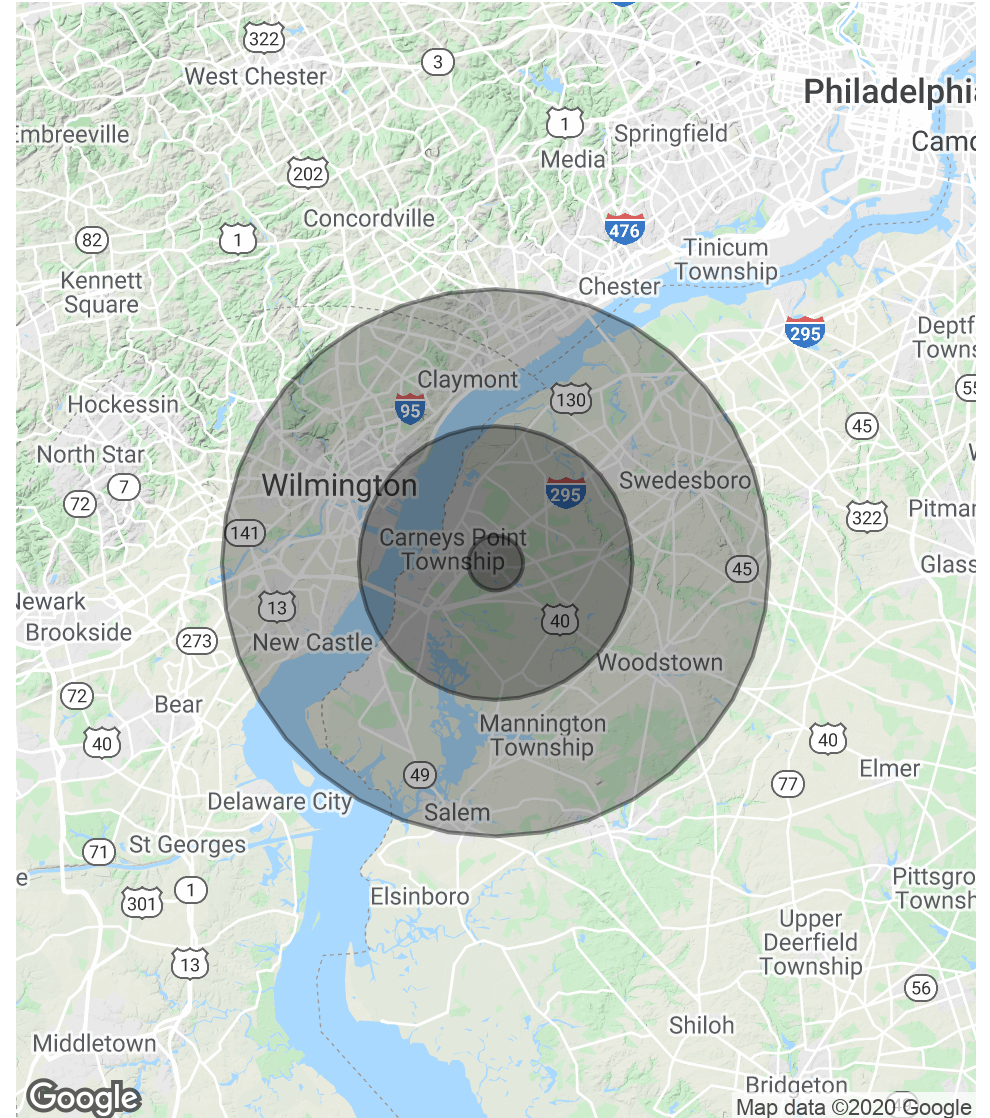 322
3
West Chester
Philadelphi
1
Springfield
Embreeville
Camd
Media
202
Concordville
476
82
1
Tinicum
Township
Kennett
Square
Chester
295
Deptf
Towns
Claymont
130
55
Hockessin
95
45
North Star
7
Swedesboro
Wilmington
295
72
Pitmar
322
141
Carneys Point
Township
45
Glass
Newark
13
40
Brookside
273
New Castle
Woodstown
72
Bear
Mannington
Township
40
40
49
77
Elmer
Delaware City
Salem
71
St Georges
e
301
1
Elsinboro
Pittsgro
Townsh
Upper
Deerfield
Township
13
56
Shiloh
Middletown
Bridgeton
Google
Map data ©2020 Google